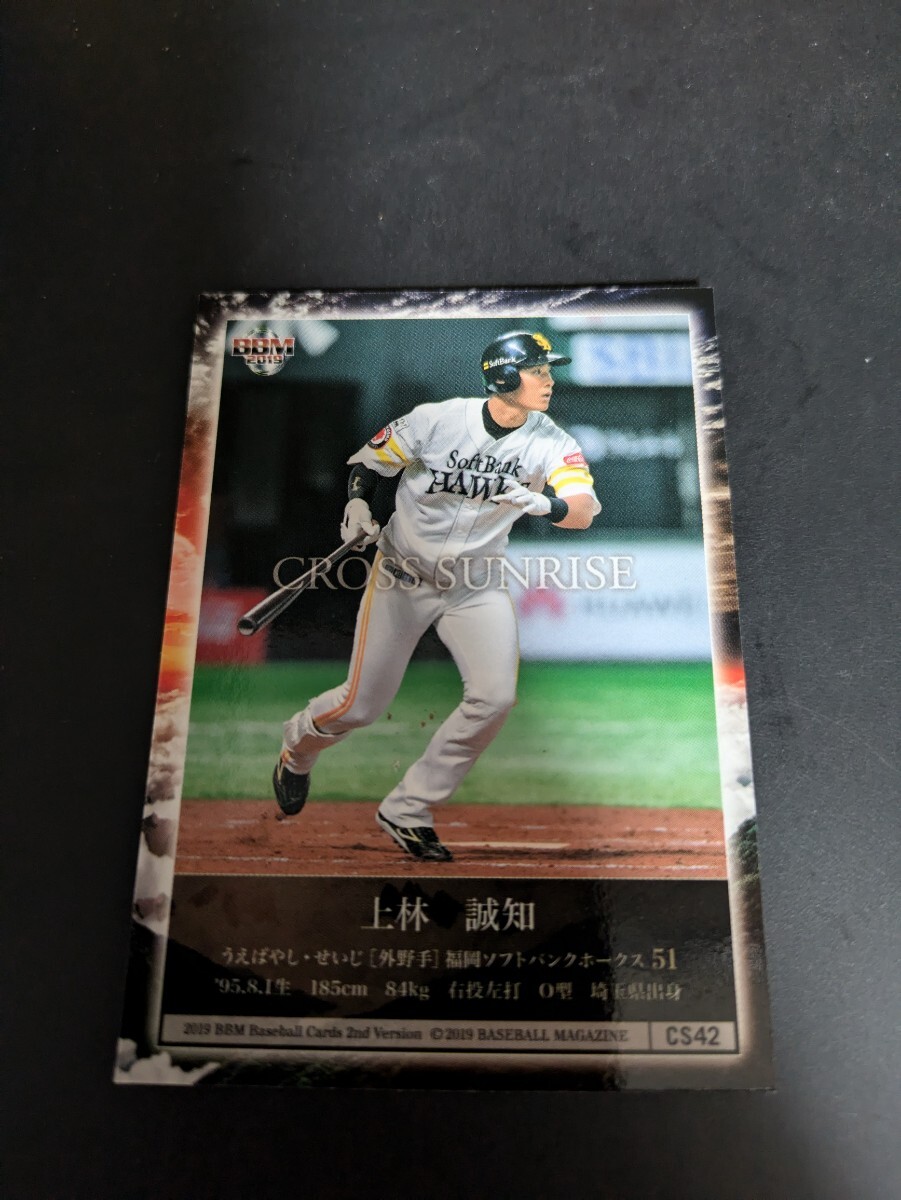 BBM
2019
SoftBank
SoftBank
HAWK
CROSS SUNRISE
上林 誠知
うえばやし・せいじ [外野手] 福岡ソフトバンクホークス 51
'95.8.1生 185cm 84kg 右投左打 O型 埼玉県出身
2019 BBM Baseball Cards 2nd Version ©2019 BASEBALL MAGAZINE CS42